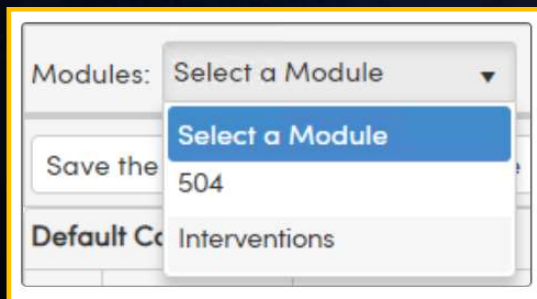 Modules: Select a Module
Select a Module
Save the
504
Default Co
Interventions